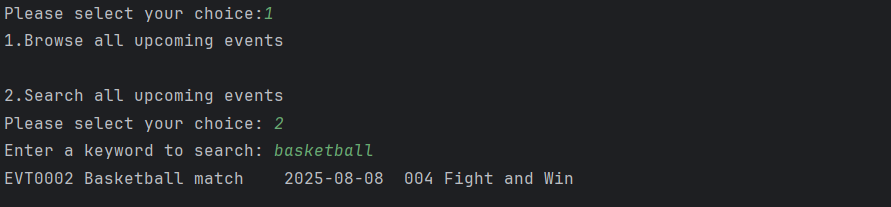 Please select your choice:1
1.Browse all upcoming events
2.Search all upcoming events
Please select your choice: 2
Enter a keyword to search: basketball
EVT0002 Basketball match    2025-08-08  004 Fight and Win